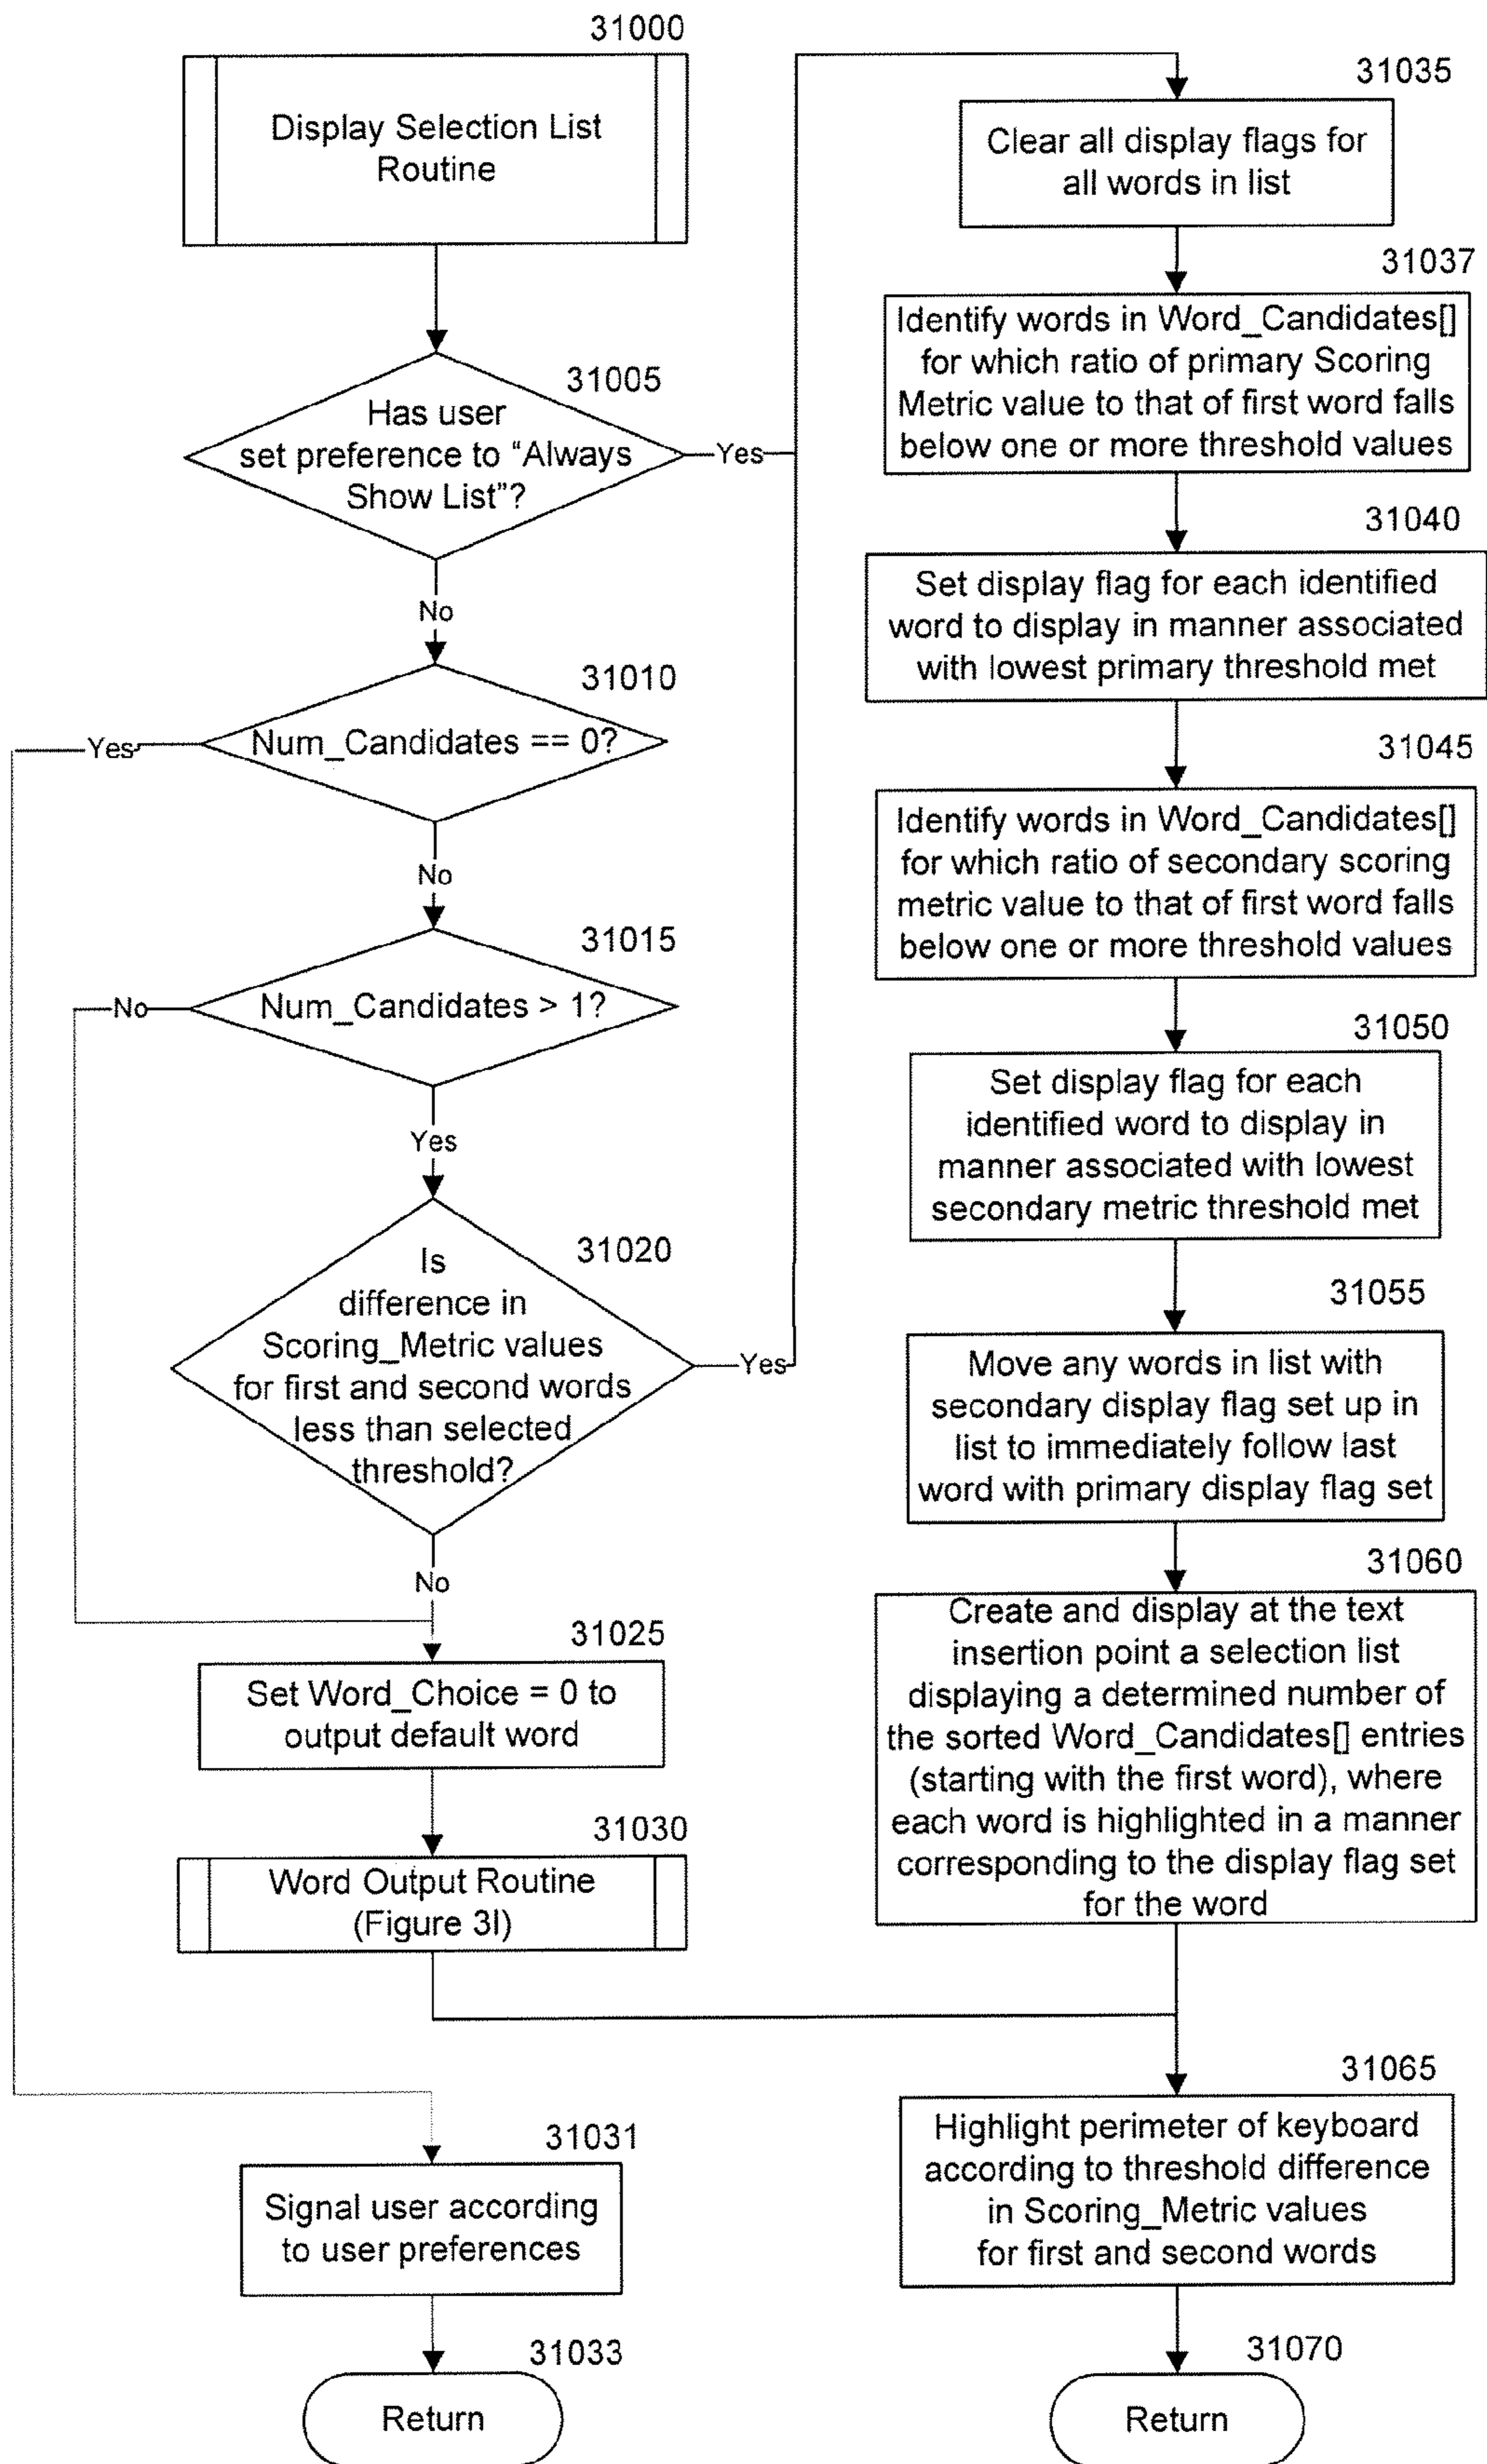 31000
Display Selection List
Routine
31005
Has user
set preference to “Always
Show List”?
Yes
No
31010
Num_Candidates == 0?
Yes
No
31015
Num_Candidates > 1?
No
Yes
31020
Is
difference in
Scoring_Metric values
for first and second words
less than selected
threshold?
Yes
No
31025
Set Word_Choice = 0 to
output default word
31030
Word Output Routine
(Figure 3I)
31031
Signal user according
to user preferences
31033
Return
31035
Clear all display flags for
all words in list
31037
Identify words in Word_Candidates[]
for which ratio of primary Scoring
Metric value to that of first word falls
below one or more threshold values
31040
Set display flag for each identified
word to display in manner associated
with lowest primary threshold met
31045
Identify words in Word_Candidates[]
for which ratio of secondary scoring
metric value to that of first word falls
below one or more threshold values
31050
Set display flag for each
identified word to display in
manner associated with lowest
secondary metric threshold met
31055
Move any words in list with
secondary display flag set up in
list to immediately follow last
word with primary display flag set
31060
Create and display at the text
insertion point a selection list
displaying a determined number of
the sorted Word_Candidates[] entries
(starting with the first word), where
each word is highlighted in a manner
corresponding to the display flag set
for the word
31065
Highlight perimeter of keyboard
according to threshold difference
in Scoring_Metric values
for first and second words
31070
Return